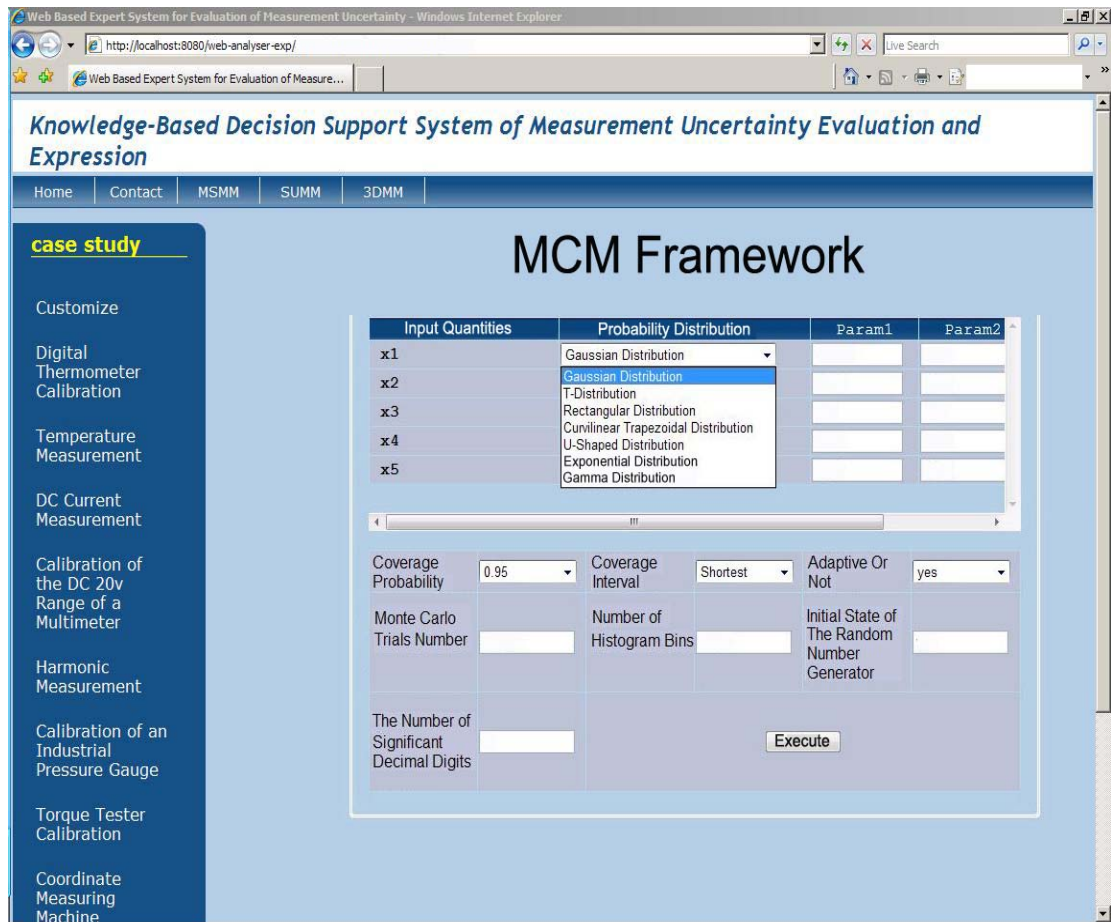 Web Based Expert System for Evaluation of Measurement Uncertainty - Windows Internet Explorer
http://localhost:8080/web-analyser-exp/
Live Search
Web Based Expert System for Evaluation of Measure...
Knowledge-Based Decision Support System of Measurement Uncertainty Evaluation and
Expression
Home Contact MSMM SUMM 3DMM
case study
Customize
Digital
Thermometer
Calibration
Temperature
Measurement
DC Current
Measurement
Calibration of
the DC 20v
Range of a
Multimeter
Harmonic
Measurement
Calibration of an
Industrial
Pressure Gauge
Torque Tester
Calibration
Coordinate
Measuring
Machine
MCM Framework
Input Quantities Probability Distribution Param1 Param2
x1 Gaussian Distribution
x2
x3
x4
x5
Gaussian Distribution
T-Distribution
Rectangular Distribution
Curvilinear Trapezoidal Distribution
U-Shaped Distribution
Exponential Distribution
Gamma Distribution
Coverage
Probability
0.95
Coverage
Interval
Shortest
Adaptive Or
Not
yes
Monte Carlo
Trials Number
Number of
Histogram Bins
Initial State of
The Random
Number
Generator
The Number of
Significant
Decimal Digits
Execute